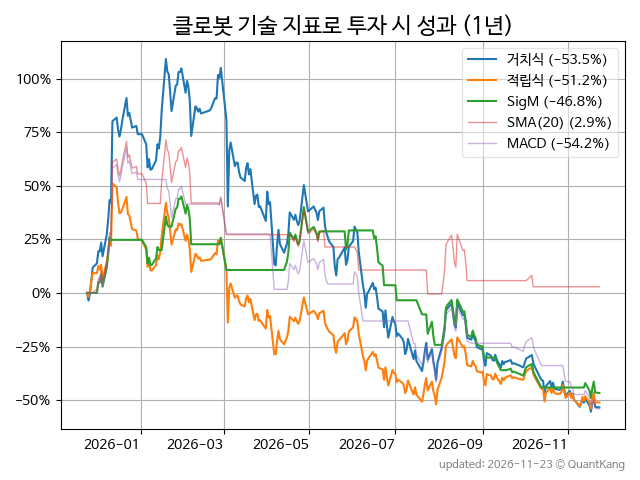 클로봇 기술 지표로 투자 시 성과 (1년)
거치식 (-53.5%)
적립식 (-51.2%)
SigM (-46.8%)
SMA(20) (2.9%)
MACD (-54.2%)
100%
75%
50%
25%
0%
-25%
-50%
2026-01 2026-03 2026-05 2026-07 2026-09 2026-11
updated: 2026-11-23 © QuantKang